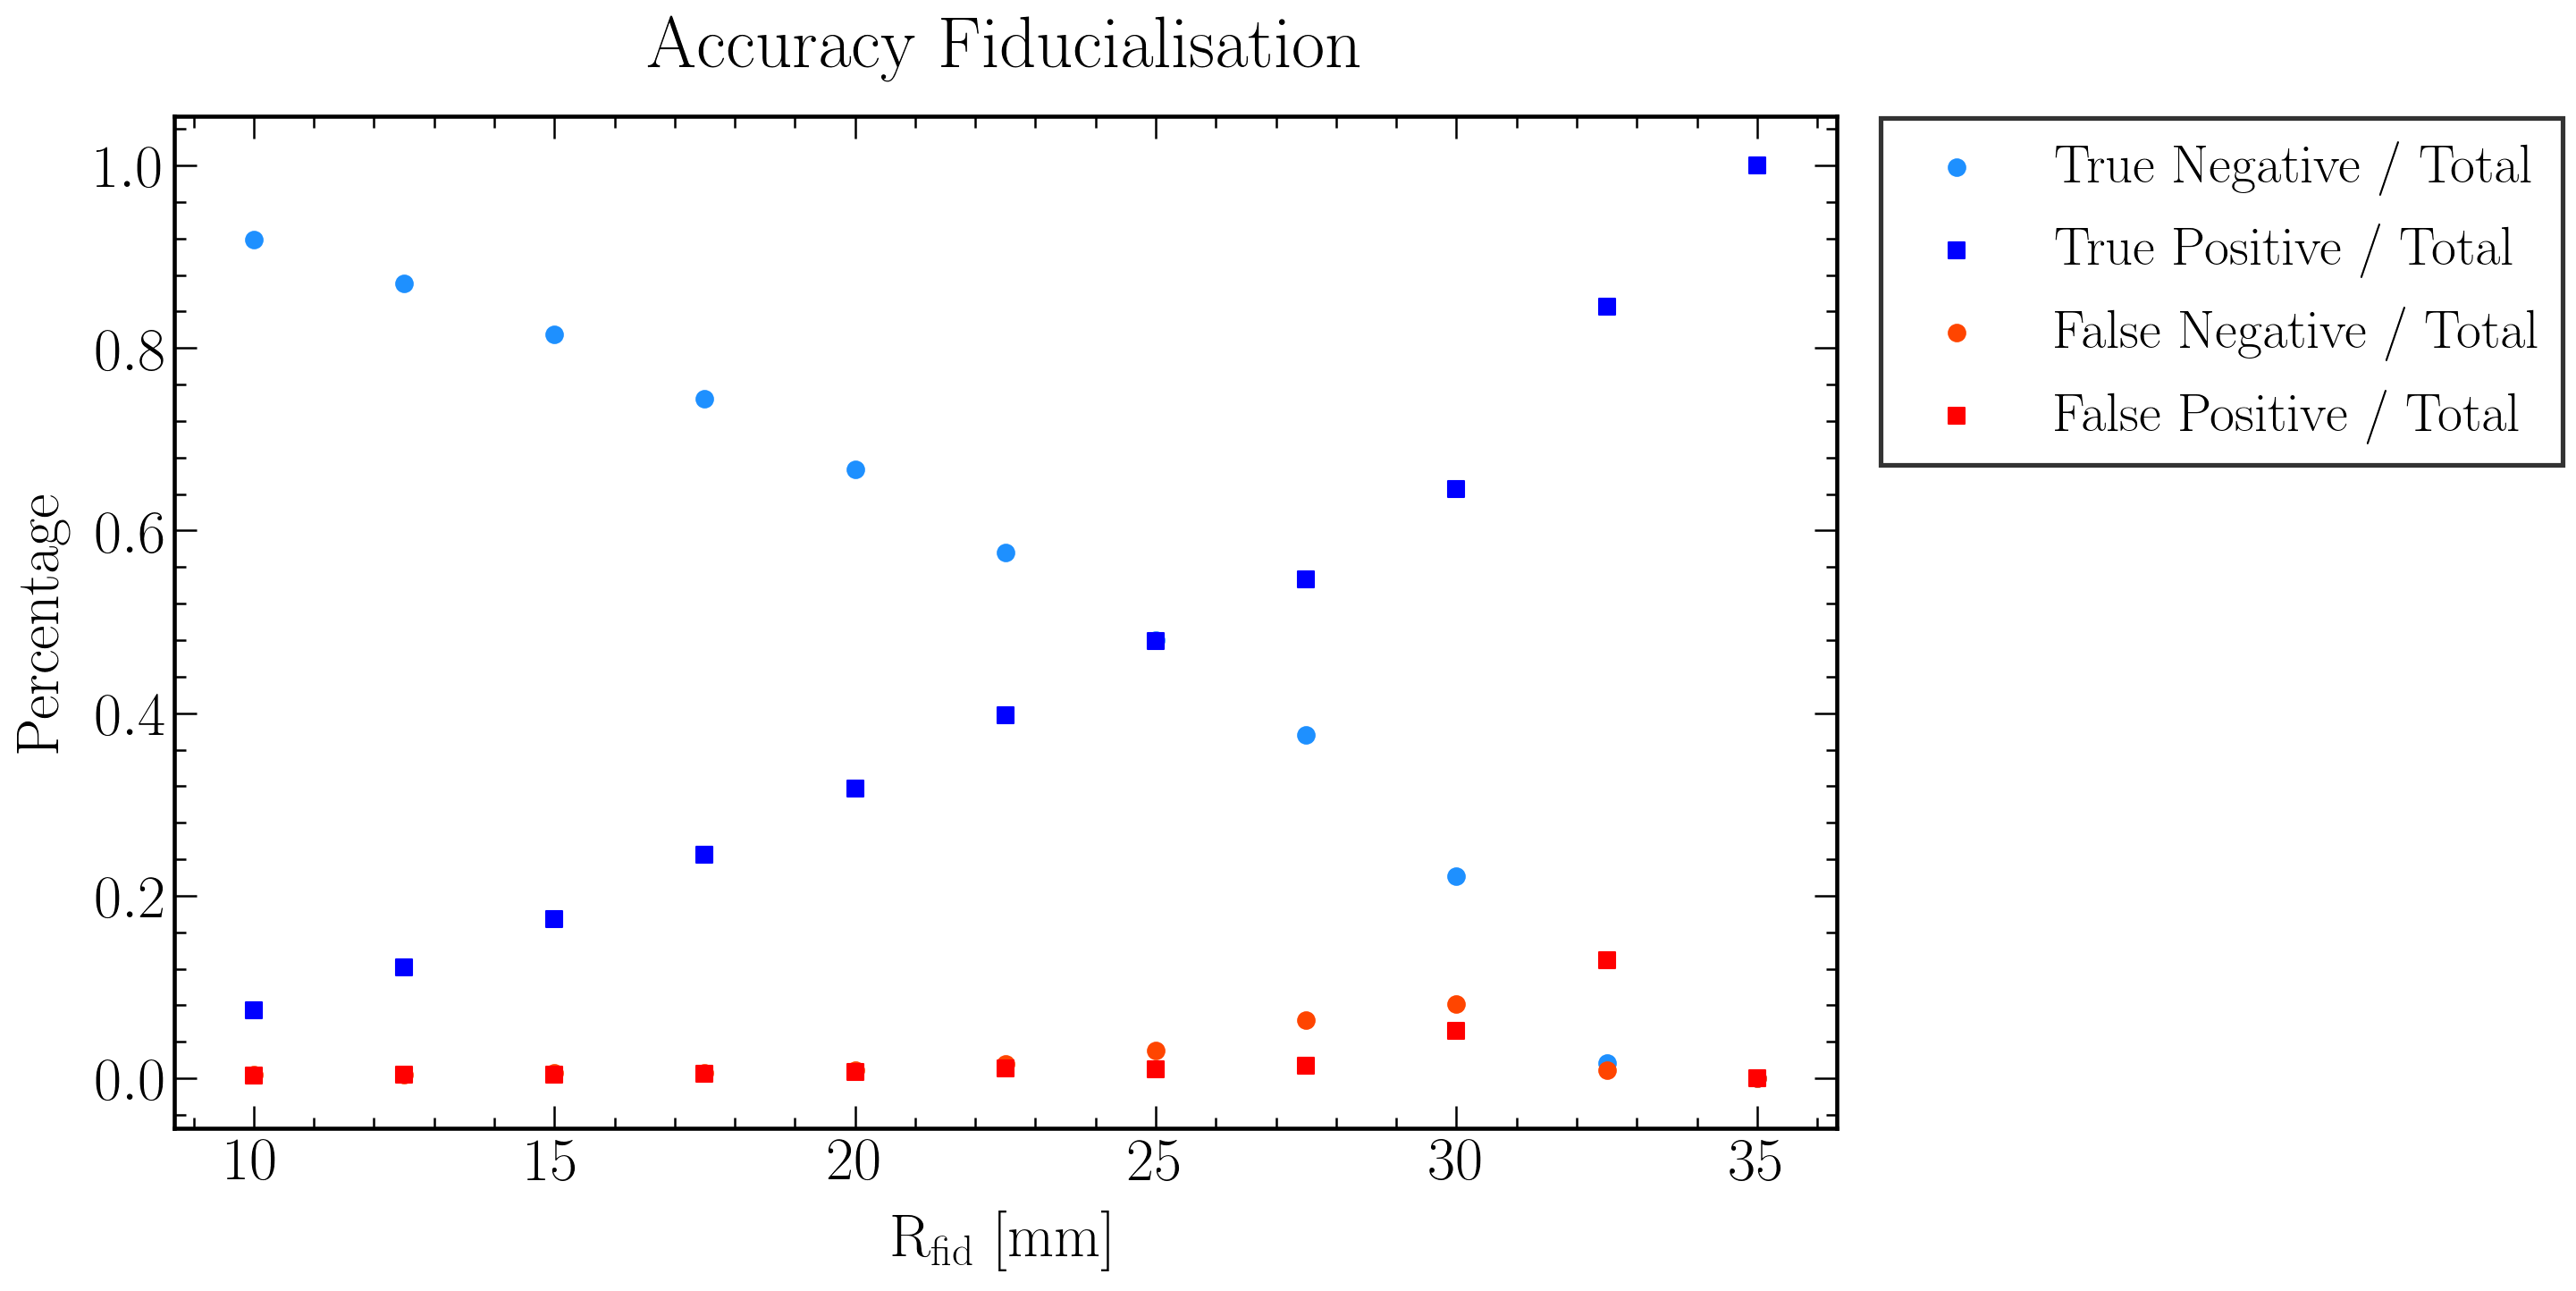 Accuracy Fiducialisation
1.0
0.8
0.6
0.4
0.2
0.0
Percentage
10 15 20 25 30 35
R_fid [mm]
True Negative / Total
True Positive / Total
False Negative / Total
False Positive / Total